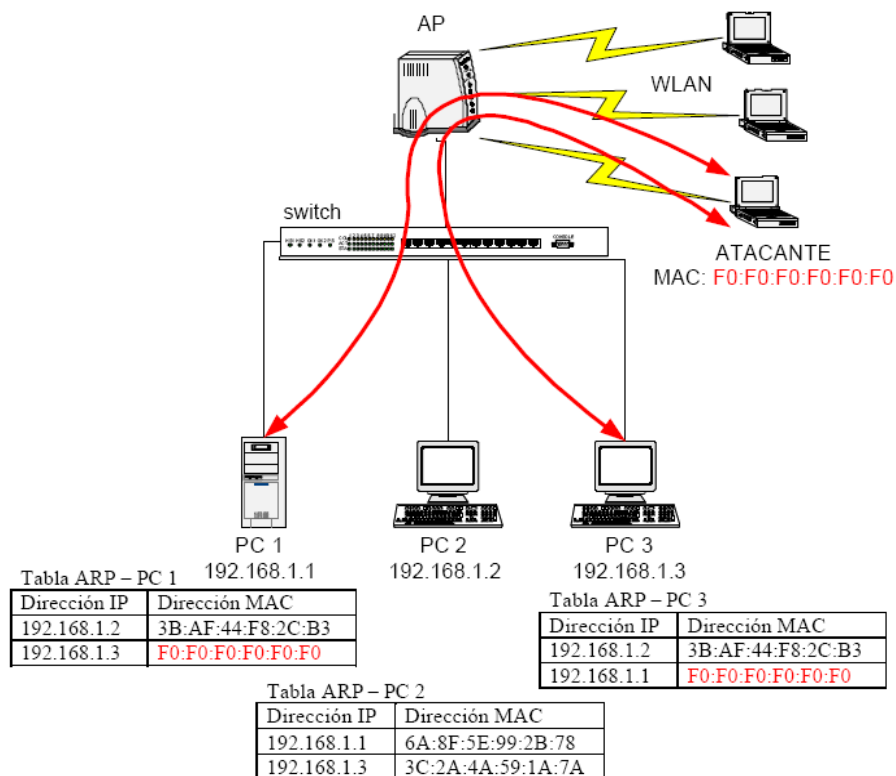 AP
WLAN
switch
CONSOLE
ATACANTE
MAC: F0:F0:F0:F0:F0:F0
PC 1
192.168.1.1
PC 2
192.168.1.2
PC 3
192.168.1.3
Tabla ARP – PC 1
Dirección IP Dirección MAC
192.168.1.2 3B:AF:44:F8:2C:B3
192.168.1.3 F0:F0:F0:F0:F0:F0
Tabla ARP – PC 3
Dirección IP Dirección MAC
192.168.1.2 3B:AF:44:F8:2C:B3
192.168.1.1 F0:F0:F0:F0:F0:F0
Tabla ARP – PC 2
Dirección IP Dirección MAC
192.168.1.1 6A:8F:5E:99:2B:78
192.168.1.3 3C:2A:4A:59:1A:7A